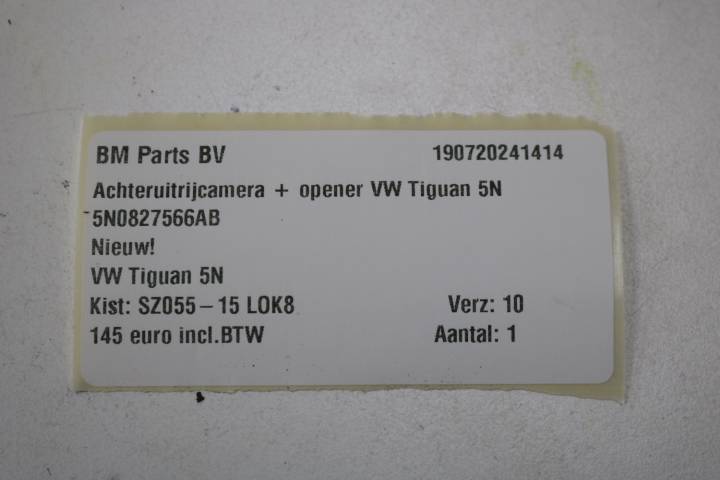 BM Parts BV 190720241414
Achteruitrijcamera + opener VW Tiguan 5N
5N0827566AB
Nieuw!
VW Tiguan 5N
Kist: SZ055-15 LOK8 Verz: 10
145 euro incl.BTW Aantal: 1